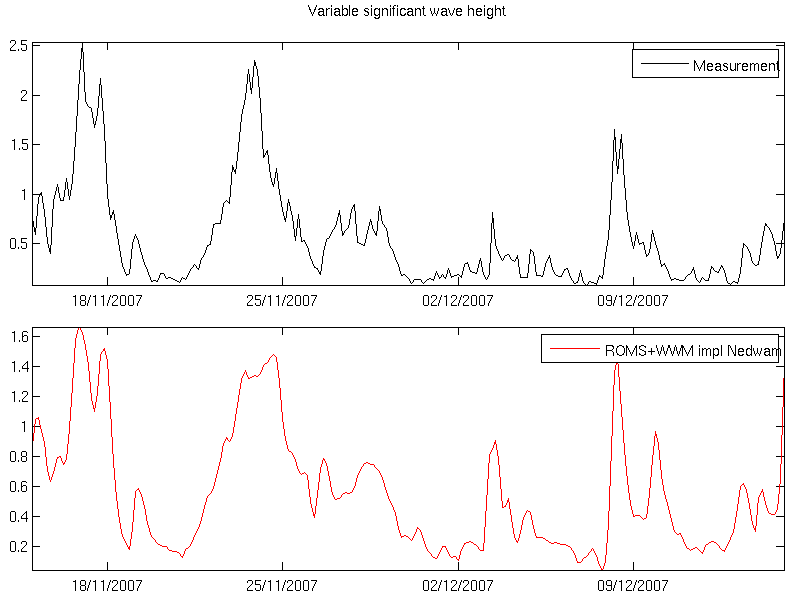 Variable significant wave height
2.5
2
1.5
1
0.5
Measurement
18/11/2007 25/11/2007 02/12/2007 09/12/2007
1.6
1.4
1.2
1
0.8
0.6
0.4
0.2
ROMS+WWM impl Nedwam
18/11/2007 25/11/2007 02/12/2007 09/12/2007